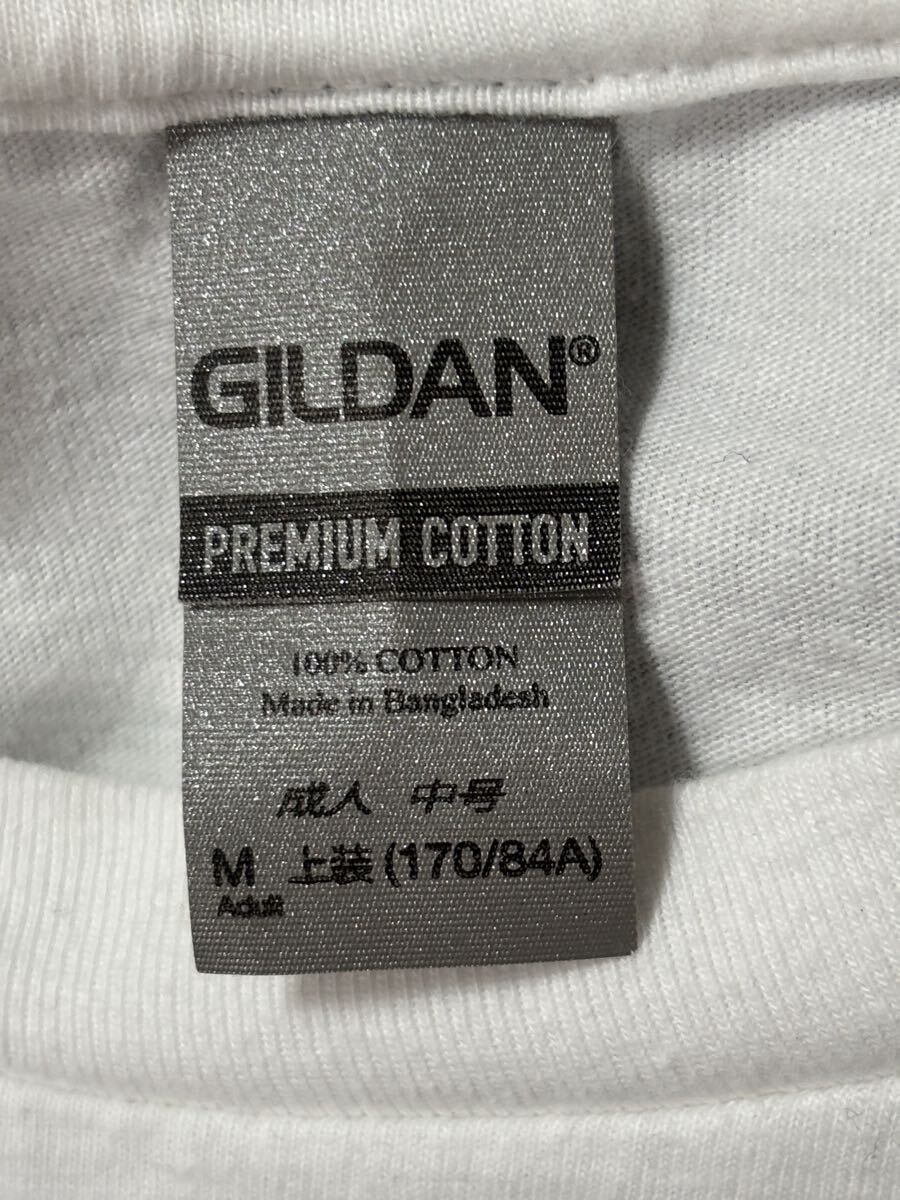 GILDAN®
PREMIUM COTTON
100% COTTON
Made in Bangladesh
成人 中号
M 上装 (170/84A)
Adult